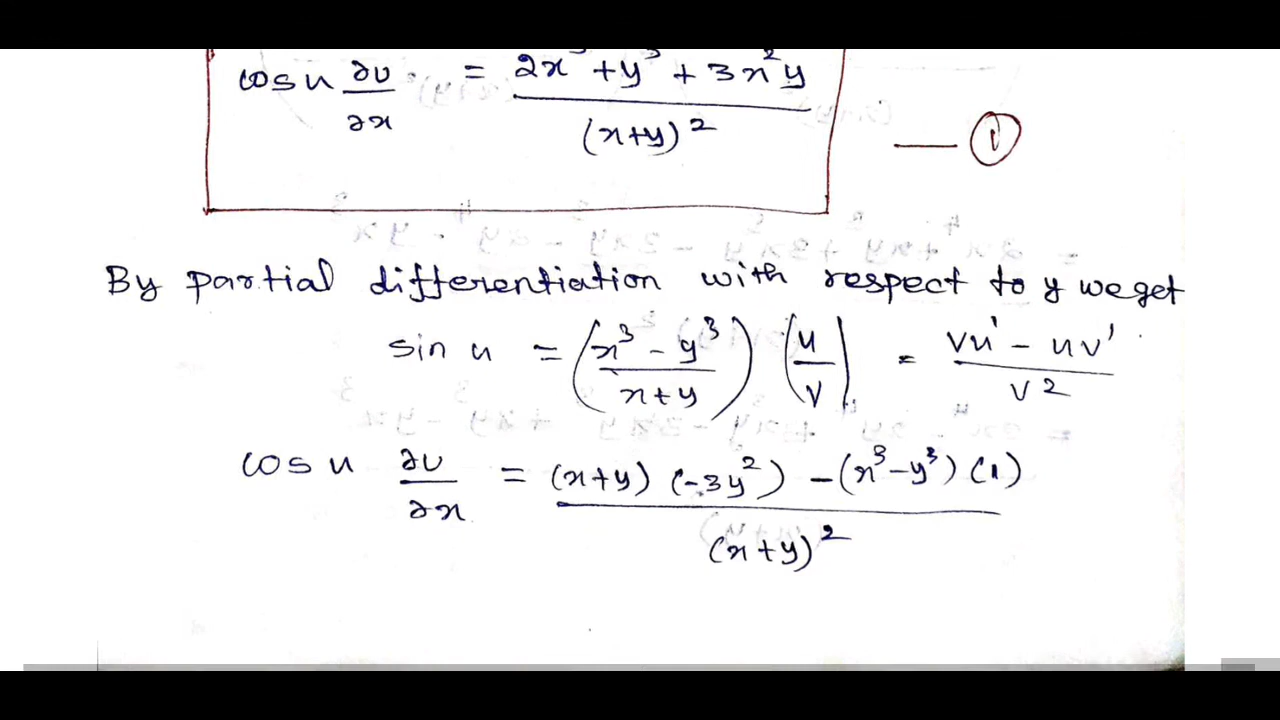 cos u ∂u/∂x = (2x³ + y³ + 3x²y)/(x+y)² —— ①
By partial differentiation with respect to y we get
sin u = (x³ - y³/x+y) (u/v) = vu' - uv'/v²
cos u ∂u/∂x = (x+y) (-3y²) - (x³-y³) (1)/(x+y)²